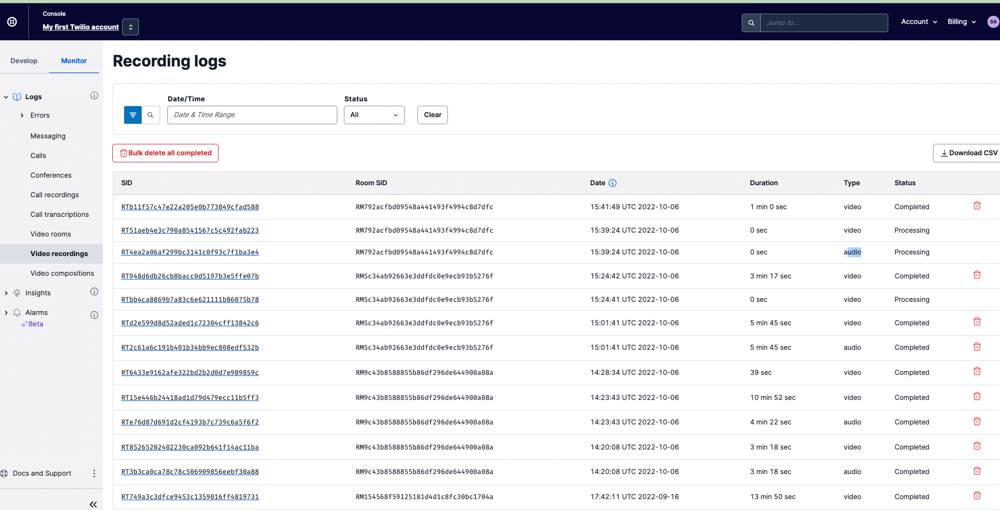 Console
My first Twilio account
Jump to...
Account
Billing
SA
Develop
Monitor
Logs
Errors
Messaging
Calls
Conferences
Call recordings
Call transcriptions
Video rooms
Video recordings
Video compositions
Insights
Alarms
Beta
Docs and Support
Recording logs
Date/Time
Date & Time Range
Status
All
Clear
Bulk delete all completed
Download CSV
SID Room SID Date Duration Type Status
RTb11f57c47e22a205e0b773849cfad588 RM792acfbd09548a441493f4994c8d7dfc 15:41:49 UTC 2022-10-06 1 min 0 sec video Completed
RT51aeb4e3c790a8541567c5c492fab223 RM792acfbd09548a441493f4994c8d7dfc 15:39:24 UTC 2022-10-06 0 sec video Processing
RT4ea2a06af299bc3141c0f93c7f1ba3e4 RM792acfbd09548a441493f4994c8d7dfc 15:39:24 UTC 2022-10-06 0 sec audio Processing
RT948d6db26cb8bacc0d5197b3e5ffe07b RM5c34ab92663e3ddfdc0e9ecb93b5276f 15:24:42 UTC 2022-10-06 3 min 17 sec video Completed
RTbb4ca8869b7a83c6e621111b86075b78 RM5c34ab92663e3ddfdc0e9ecb93b5276f 15:24:41 UTC 2022-10-06 0 sec video Processing
RTd2e599d8d52aded1c72304cff13842c6 RM5c34ab92663e3ddfdc0e9ecb93b5276f 15:01:41 UTC 2022-10-06 5 min 45 sec video Completed
RT2c61a6c191b401b34bb9ec808edf532b RM5c34ab92663e3ddfdc0e9ecb93b5276f 15:01:41 UTC 2022-10-06 5 min 45 sec audio Completed
RT6433e9162afe322bd2b2d0d7e989859c RM9c43b8588855b86df296de644900a08a 14:28:34 UTC 2022-10-06 39 sec video Completed
RT15e446b24418ad1d79d479ecc11b5ff3 RM9c43b8588855b86df296de644900a08a 14:23:43 UTC 2022-10-06 10 min 52 sec video Completed
RTe76d87d691d2cf4193b7c739c6a5f6f2 RM9c43b8588855b86df296de644900a08a 14:23:43 UTC 2022-10-06 4 min 22 sec audio Completed
RT85265202402230ca092b641f14ac11ba RM9c43b8588855b86df296de644900a08a 14:20:08 UTC 2022-10-06 3 min 18 sec video Completed
RT3b3ca0ca78c78c506909856eebf30a88 RM9c43b8588855b86df296de644900a08a 14:20:08 UTC 2022-10-06 3 min 18 sec audio Completed
RT749a3c3dfce9453c1359016ff4819731 RM154568f59125181d4d1c8fc30bc1704a 17:42:11 UTC 2022-09-16 13 min 50 sec video Completed